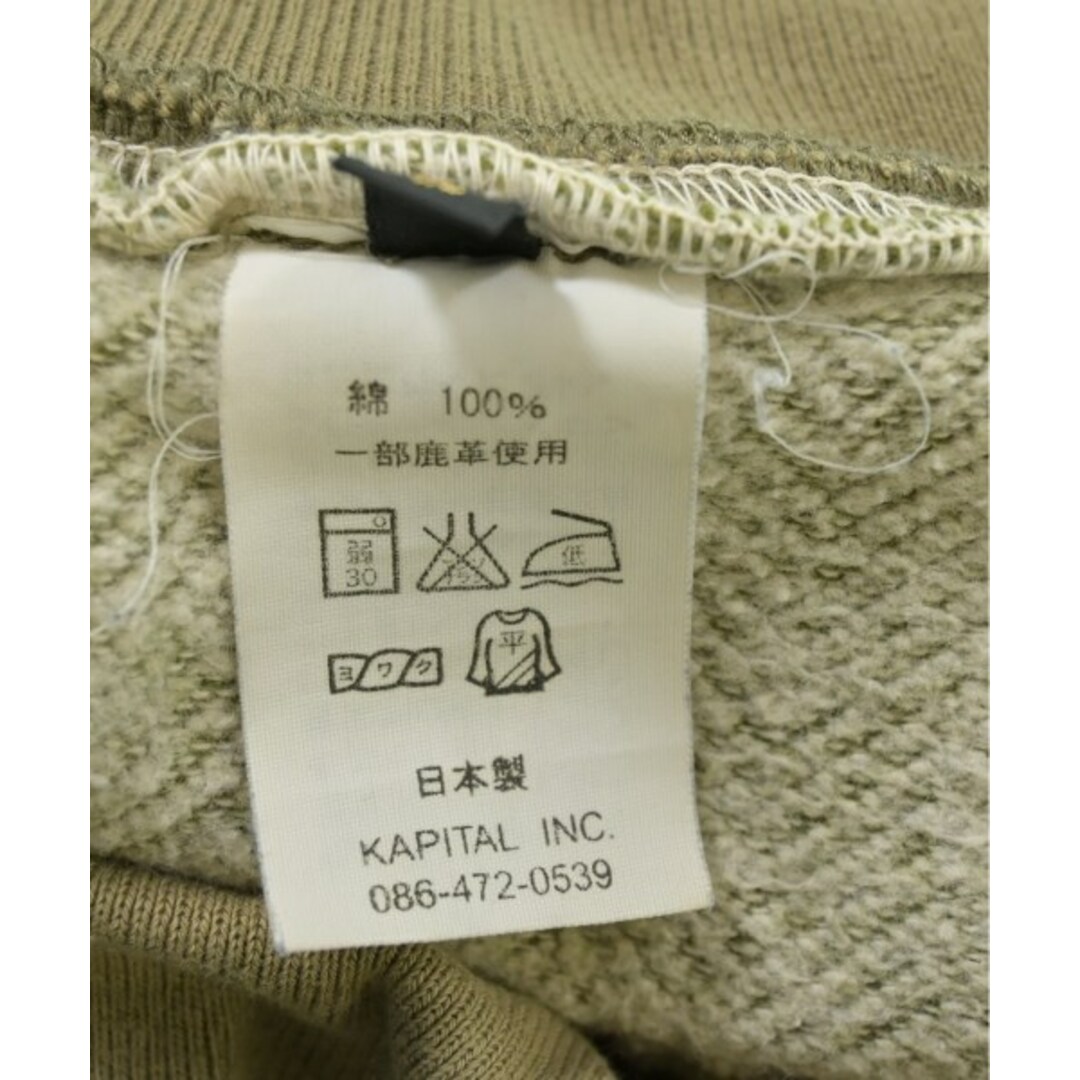 綿 100%
一部鹿革使用
弱
30
低
ヨワク
平
日本製
KAPITAL INC.
086-472-0539